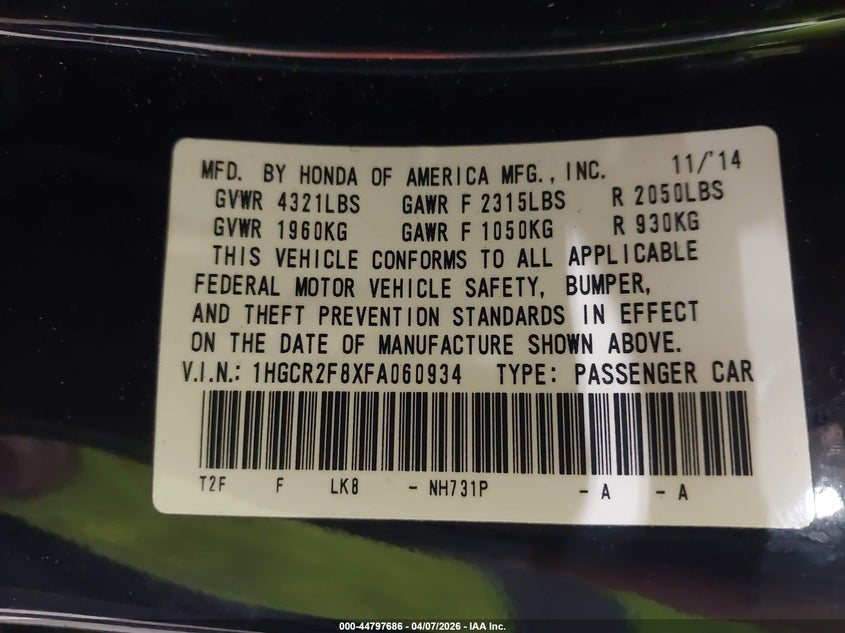 MFD. BY HONDA OF AMERICA MFG., INC. 11/'14
GVWR 4321LBS GAWR F 2315LBS R 2050LBS
GVWR 1960KG GAWR F 1050KG R 930KG
THIS VEHICLE CONFORMS TO ALL APPLICABLE
FEDERAL MOTOR VEHICLE SAFETY, BUMPER,
AND THEFT PREVENTION STANDARDS IN EFFECT
ON THE DATE OF MANUFACTURE SHOWN ABOVE.
V.I.N.: 1HGCR2F8XFA060934 TYPE: PASSENGER CAR
T2F F LK8 - NH731P - A - A
000-44797686 - 04/07/2026 - IAA Inc.